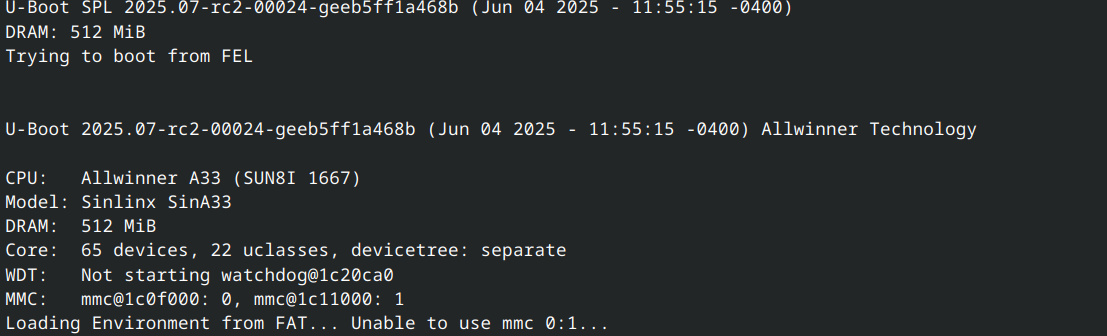 U-Boot SPL 2025.07-rc2-00024-geeb5ff1a468b (Jun 04 2025 - 11:55:15 -0400)
DRAM: 512 MiB
Trying to boot from FEL
U-Boot 2025.07-rc2-00024-geeb5ff1a468b (Jun 04 2025 - 11:55:15 -0400) Allwinner Technology
CPU:   Allwinner A33 (SUN8I 1667)
Model: Sinlinx SinA33
DRAM:  512 MiB
Core:  65 devices, 22 uclasses, devicetree: separate
WDT:   Not starting watchdog@1c20ca0
MMC:   mmc@1c0f000: 0, mmc@1c11000: 1
Loading Environment from FAT... Unable to use mmc 0:1...